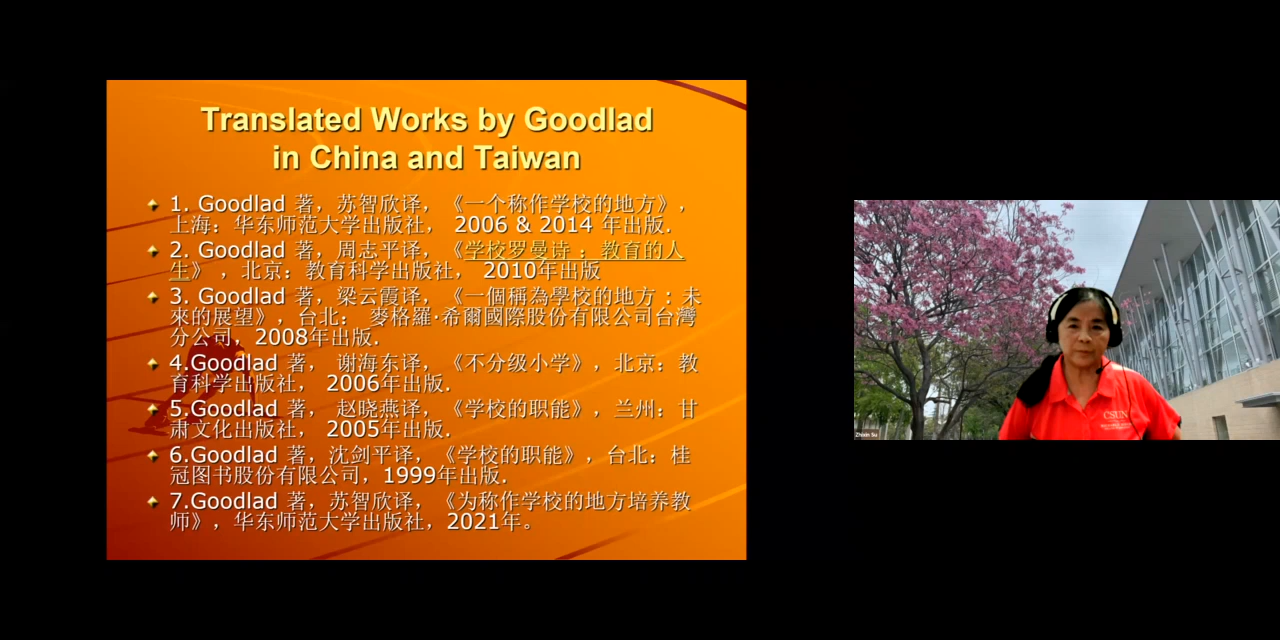 Translated Works by Goodlad
in China and Taiwan
1. Goodlad 著，苏智欣译，《一个称作学校的地方》，
上海：华东师范大学出版社， 2006 & 2014 年出版.
2. Goodlad 著，周志平译，《学校罗曼诗 ：教育的人
生》，北京：教育科学出版社， 2010年出版
3. Goodlad 著，梁云霞译，《一個稱為學校的地方：未
來的展望》，台北： 麥格羅·希爾國際股份有限公司台灣
分公司，2008年出版.
4.Goodlad 著， 谢海东译，《不分级小学》，北京：教
育科学出版社， 2006年出版.
5.Goodlad 著， 赵晓燕译，《学校的职能》，兰州：甘
肃文化出版社， 2005年出版.
6.Goodlad 著，沈剑平译，《学校的职能》，台北：桂
冠图书股份有限公司，1999年出版.
7.Goodlad 著，苏智欣译，《为称作学校的地方培养教
师》，华东师范大学出版社，2021年。
CSUN
Zhixin Su